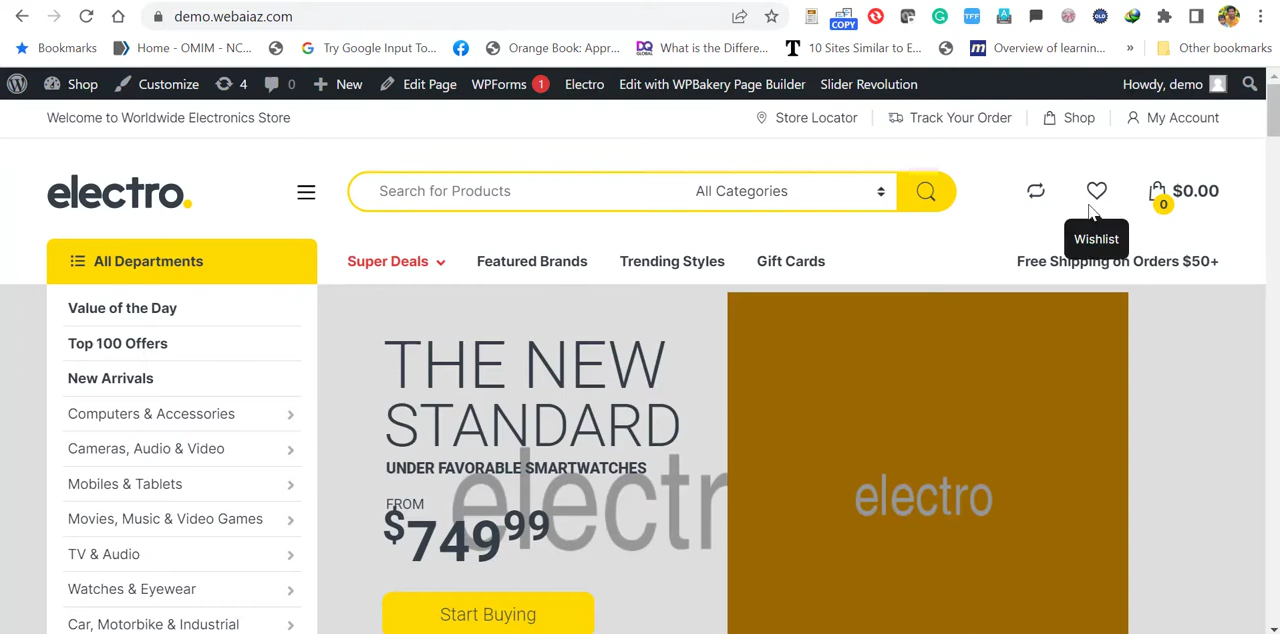 demo.webaiaz.com
COPY
TFF
OLD
Bookmarks
Home - OMIM - NC...
Try Google Input To...
Orange Book: Appr...
What is the Differe...
10 Sites Similar to E...
Overview of learnin...
»
Other bookmarks
Shop
Customize
4
0
New
Edit Page
WPForms 1
Electro
Edit with WPBakery Page Builder
Slider Revolution
Howdy, demo
Welcome to Worldwide Electronics Store
Store Locator
Track Your Order
Shop
My Account
electro.
Search for Products
All Categories
0
$0.00
Wishlist
All Departments
Super Deals
Featured Brands
Trending Styles
Gift Cards
Free Shipping on Orders $50+
Value of the Day
Top 100 Offers
New Arrivals
Computers & Accessories
Cameras, Audio & Video
Mobiles & Tablets
Movies, Music & Video Games
TV & Audio
Watches & Eyewear
Car, Motorbike & Industrial
THE NEW
STANDARD
UNDER FAVORABLE SMARTWATCHES
FROM
$749 99
Start Buying
electr
electro